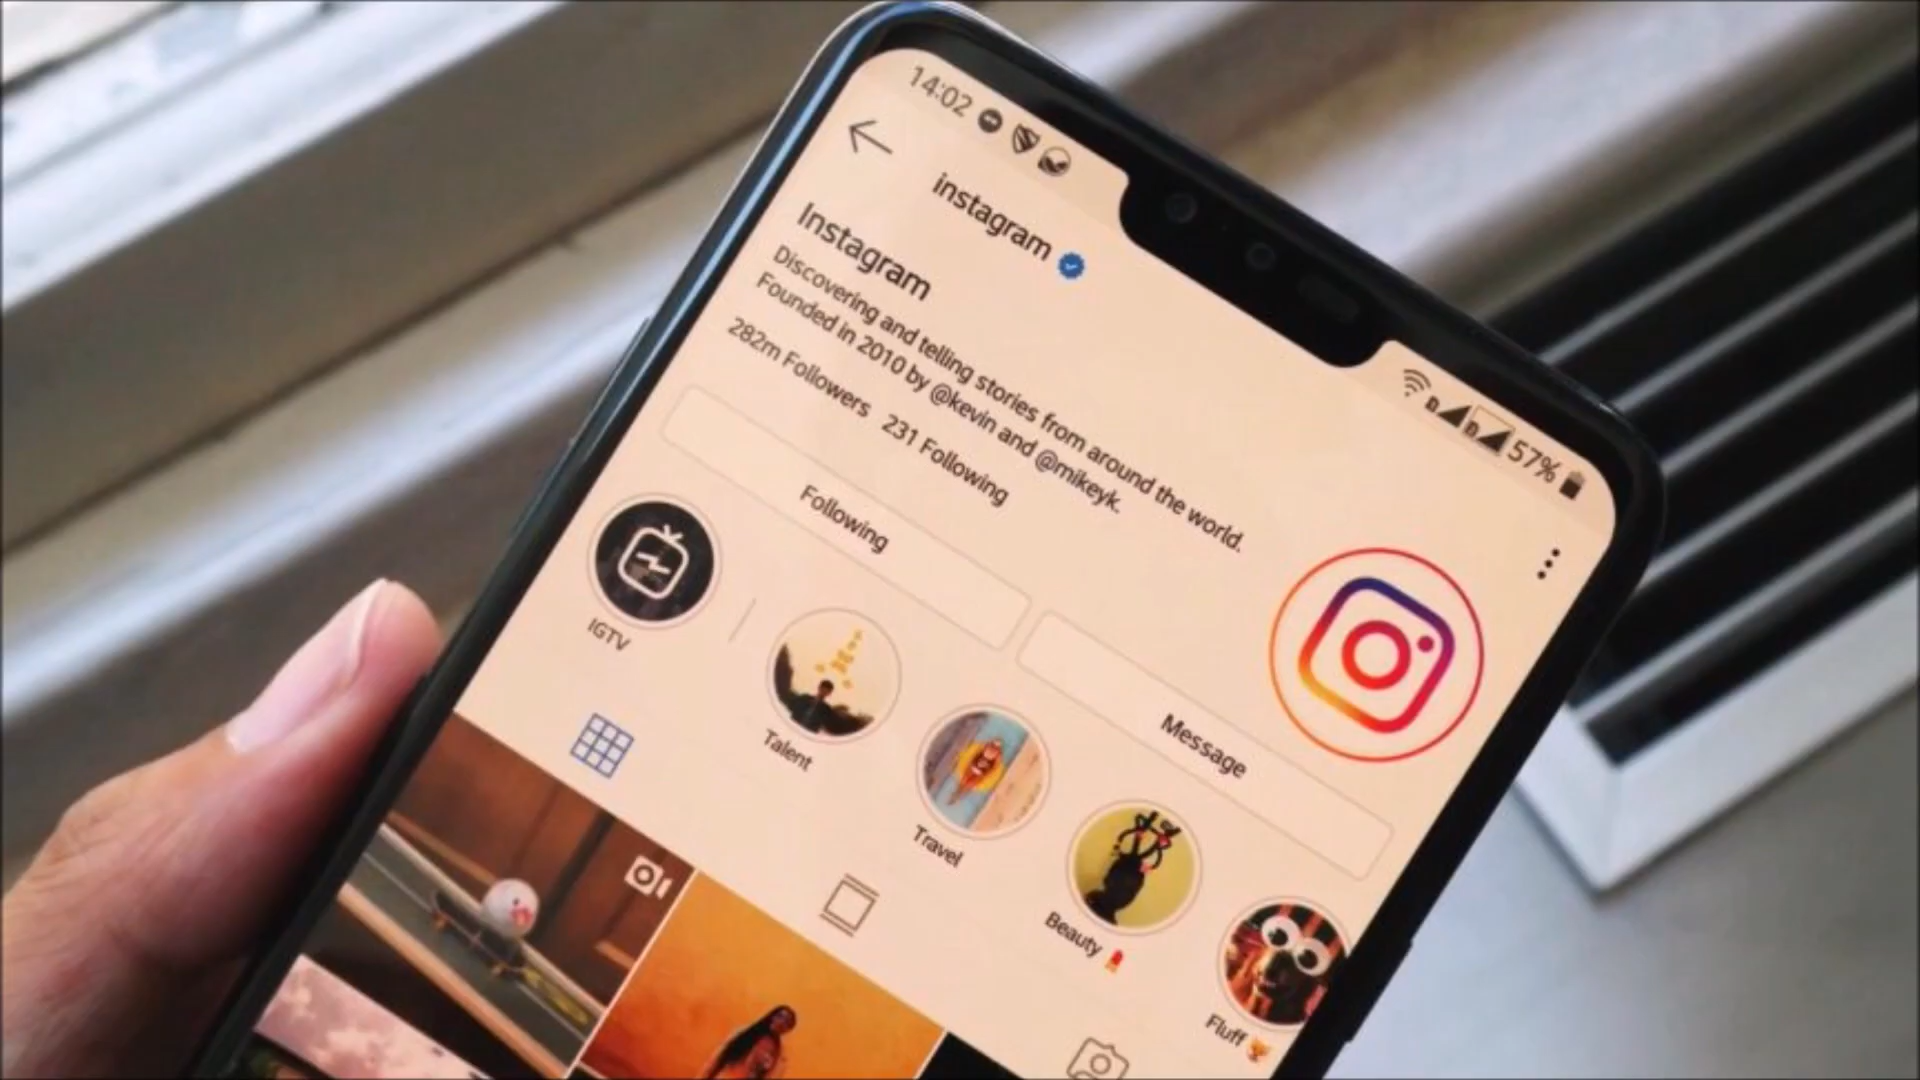 14:02
57%
instagram
Instagram
Discovering and telling stories from around the world.
Founded in 2010 by @kevin and @mikeyk.
282m Followers 231 Following
Following
Message
IGTV
Talent
Travel
Beauty 💄
Fluff